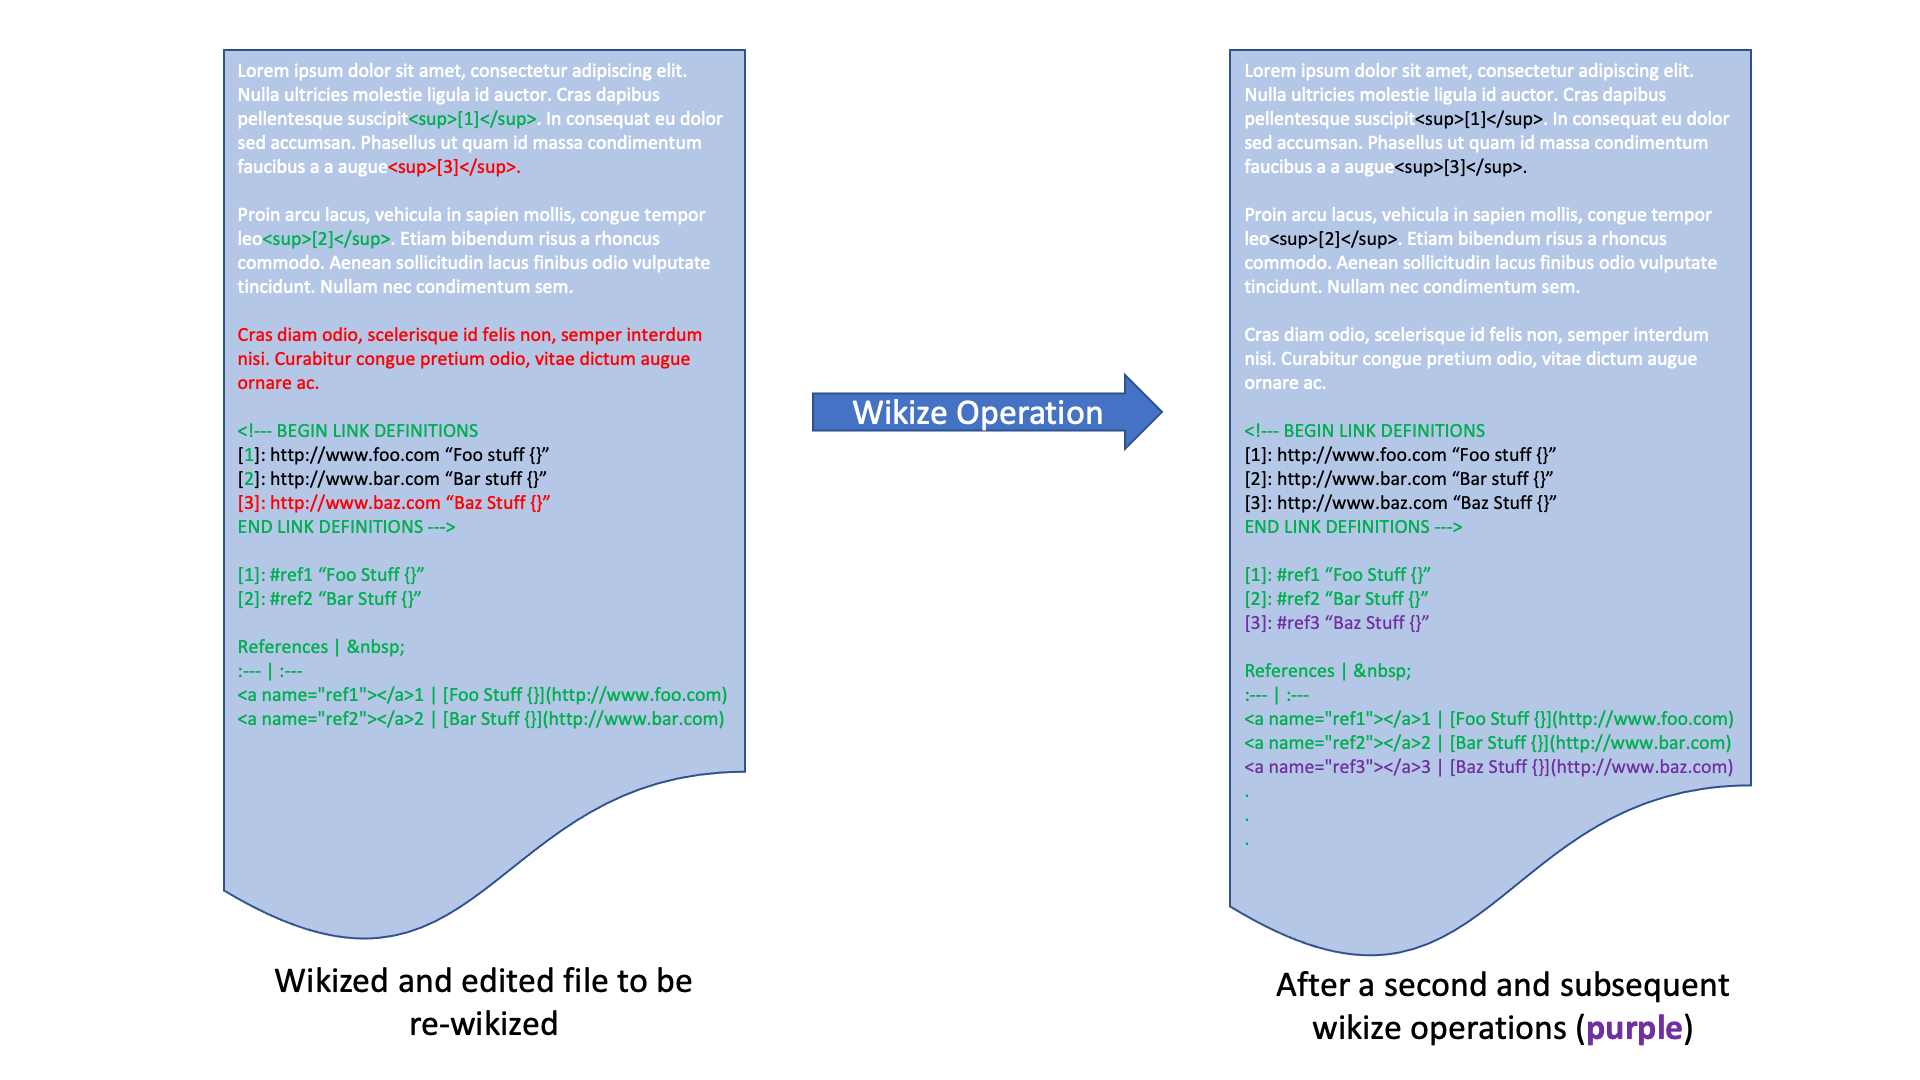 Lorem ipsum dolor sit amet, consectetur adipiscing elit.
Nulla ultricies molestie ligula id auctor. Cras dapibus
pellentesque suscipit<sup>[1]</sup>. In consequat eu dolor
sed accumsan. Phasellus ut quam id massa condimentum
faucibus a a augue<sup>[3]</sup>.
Proin arcu lacus, vehicula in sapien mollis, congue tempor
leo<sup>[2]</sup>. Etiam bibendum risus a rhoncus
commodo. Aenean sollicitudin lacus finibus odio vulputate
tincidunt. Nullam nec condimentum sem.
Cras diam odio, scelerisque id felis non, semper interdum
nisi. Curabitur congue pretium odio, vitae dictum augue
ornare ac.
<!--- BEGIN LINK DEFINITIONS
[1]: http://www.foo.com “Foo stuff {}”
[2]: http://www.bar.com “Bar stuff {}”
[3]: http://www.baz.com “Baz Stuff {}”
END LINK DEFINITIONS --->
[1]: #ref1 “Foo Stuff {}”
[2]: #ref2 “Bar Stuff {}”
References | &nbsp;
:--- | :---
<a name="ref1"></a>1 | [Foo Stuff {}](http://www.foo.com)
<a name="ref2"></a>2 | [Bar Stuff {}](http://www.bar.com)
Wikized and edited file to be
re-wikized
Wikize Operation
Lorem ipsum dolor sit amet, consectetur adipiscing elit.
Nulla ultricies molestie ligula id auctor. Cras dapibus
pellentesque suscipit<sup>[1]</sup>. In consequat eu dolor
sed accumsan. Phasellus ut quam id massa condimentum
faucibus a a augue<sup>[3]</sup>.
Proin arcu lacus, vehicula in sapien mollis, congue tempor
leo<sup>[2]</sup>. Etiam bibendum risus a rhoncus
commodo. Aenean sollicitudin lacus finibus odio vulputate
tincidunt. Nullam nec condimentum sem.
Cras diam odio, scelerisque id felis non, semper interdum
nisi. Curabitur congue pretium odio, vitae dictum augue
ornare ac.
<!--- BEGIN LINK DEFINITIONS
[1]: http://www.foo.com “Foo stuff {}”
[2]: http://www.bar.com “Bar stuff {}”
[3]: http://www.baz.com “Baz Stuff {}”
END LINK DEFINITIONS --->
[1]: #ref1 “Foo Stuff {}”
[2]: #ref2 “Bar Stuff {}”
[3]: #ref3 “Baz Stuff {}”
References | &nbsp;
:--- | :---
<a name="ref1"></a>1 | [Foo Stuff {}](http://www.foo.com)
<a name="ref2"></a>2 | [Bar Stuff {}](http://www.bar.com)
<a name="ref3"></a>3 | [Baz Stuff {}](http://www.baz.com)
.
.
.
After a second and subsequent
wikize operations (purple)